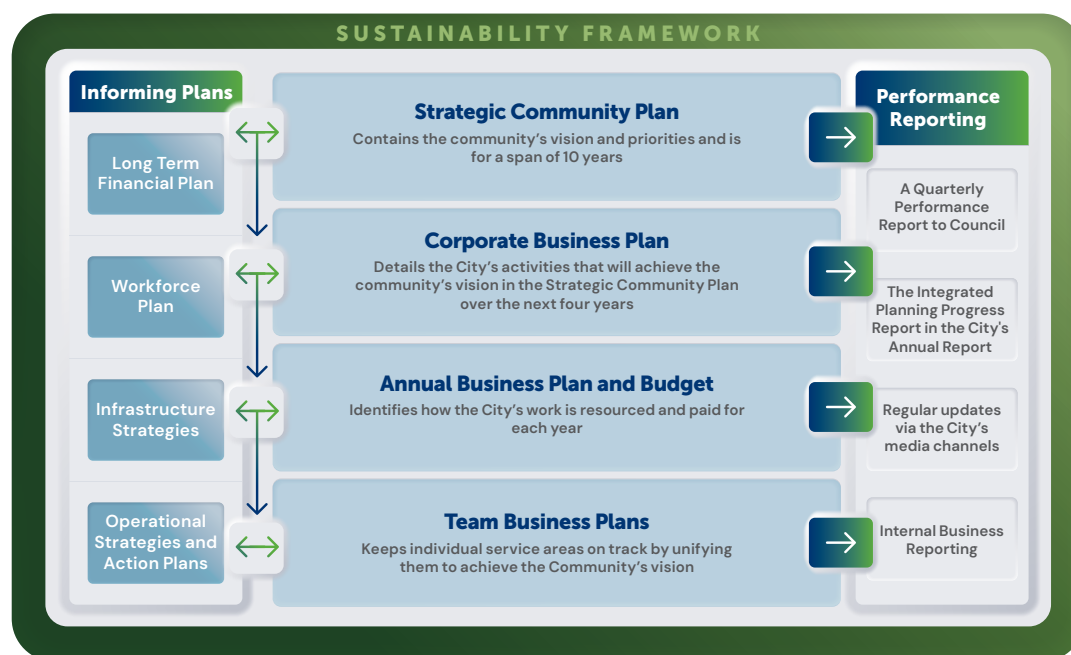 SUSTAINABILITY FRAMEWORK
Informing Plans
Long Term
Financial Plan
Workforce
Plan
Infrastructure
Strategies
Operational
Strategies and
Action Plans
Strategic Community Plan
Contains the community’s vision and priorities and is
for a span of 10 years
Corporate Business Plan
Details the City’s activities that will achieve the
community’s vision in the Strategic Community Plan
over the next four years
Annual Business Plan and Budget
Identifies how the City’s work is resourced and paid for
each year
Team Business Plans
Keeps individual service areas on track by unifying
them to achieve the Community’s vision
Performance
Reporting
A Quarterly
Performance
Report to Council
The Integrated
Planning Progress
Report in the City's
Annual Report
Regular updates
via the City’s
media channels
Internal Business
Reporting